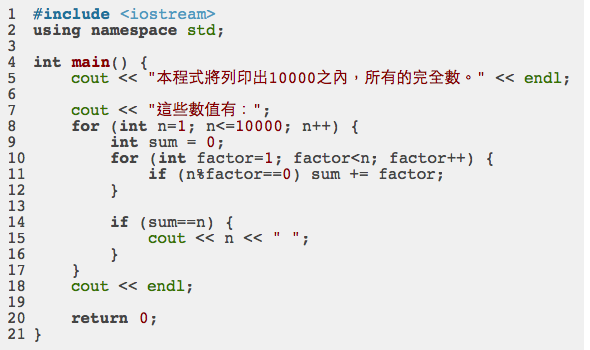 1 #include <iostream>
2 using namespace std;
3
4 int main() {
5     cout << "本程式將列印出10000之內，所有的完全數。" << endl;
6
7     cout << "這些數值有：";
8     for (int n=1; n<=10000; n++) {
9         int sum = 0;
10         for (int factor=1; factor<n; factor++) {
11             if (n%factor==0) sum += factor;
12         }
13
14         if (sum==n) {
15             cout << n << " ";
16         }
17     }
18     cout << endl;
19
20     return 0;
21 }